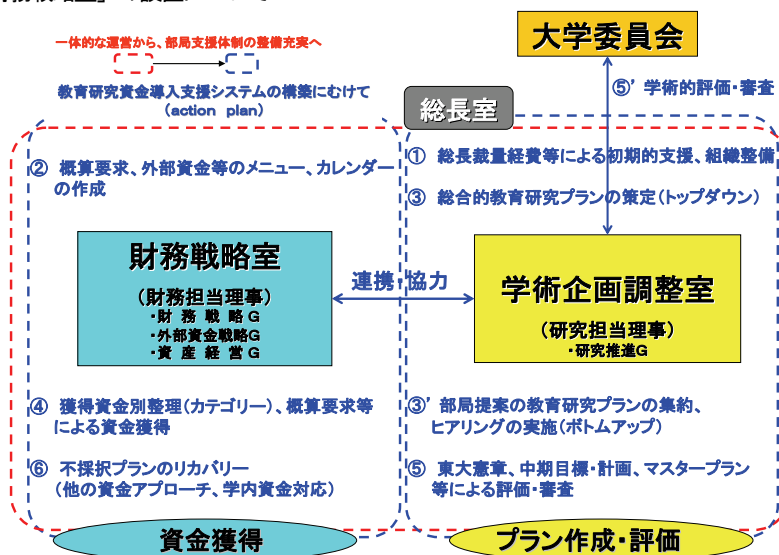 一体的な運営から、部局支援体制の整備充実へ
教育研究資金導入支援システムの構築にむけて
(action plan)
大学委員会
⑤’ 学術的評価・審査
総長室
② 概算要求、外部資金等のメニュー、カレンダー
の作成
① 総長裁量経費等による初期的支援、組織整備
③ 総合的教育研究プランの策定(トップダウン)
財務戦略室
(財務担当理事)
・財務戦略G
・外部資金戦略G
・資産経営G
連携・協力
学術企画調整室
(研究担当理事)
・研究推進G
④ 獲得資金別整理(カテゴリー)、概算要求等
による資金獲得
⑥ 不採択プランのリカバリー
(他の資金アプローチ、学内資金対応)
③’ 部局提案の教育研究プランの集約、
ヒアリングの実施(ボトムアップ)
⑤ 東大憲章、中期目標・計画、マスタープラン
等による評価・審査
資金獲得
プラン作成・評価